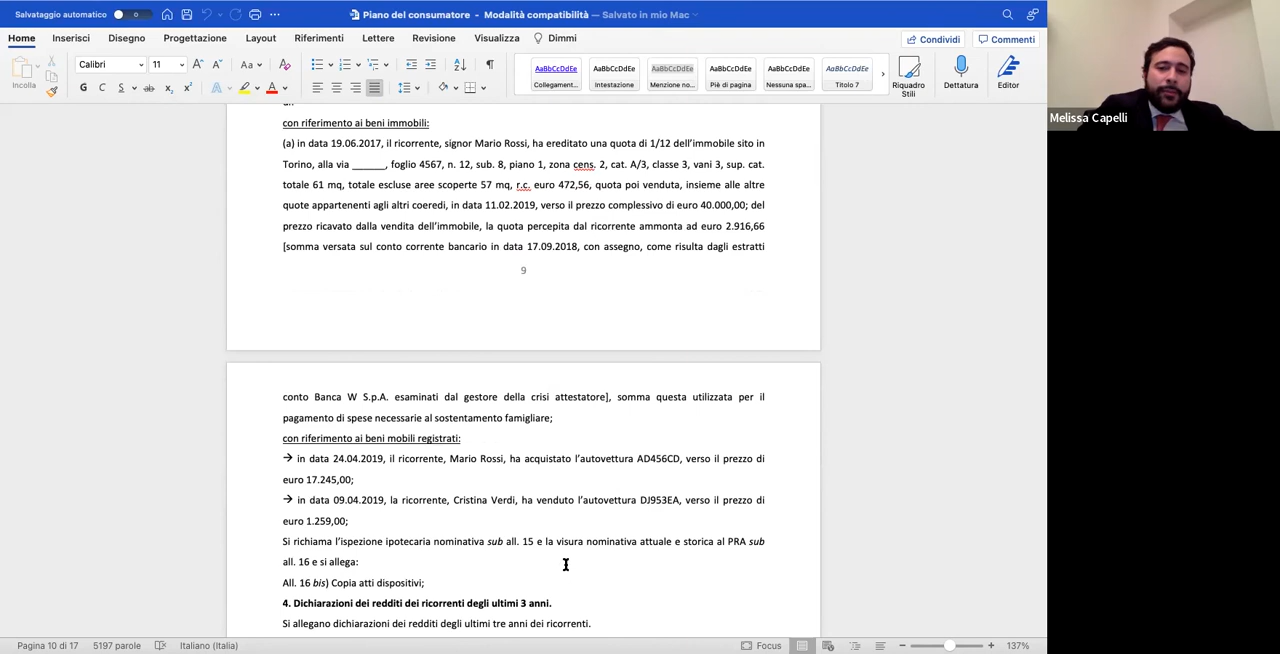 Salvataggio automatico
Piano del consumatore - Modalità compatibilità — Salvato in mio Mac
Home Inserisci Disegno Progettazione Layout Riferimenti Lettere Revisione Visualizza Dimmi
Condividi Commenti
Incolla
Calibri 11
G C S ab x₂ x²
AaBbCcDdEe AaBbCcDdEe AaBbCcDdEe AaBbCcDdEe AaBbCcDdEe AaBbCcDdEe
Collegament... Intestazione Menzione no... Piè di pagina Nessuna spa... Titolo 7
Riquadro Stili
Dettatura
Editor
con riferimento ai beni immobili:
(a) in data 19.06.2017, il ricorrente, signor Mario Rossi, ha ereditato una quota di 1/12 dell'immobile sito in
Torino, alla via ______, foglio 4567, n. 12, sub. 8, piano 1, zona cens. 2, cat. A/3, classe 3, vani 3, sup. cat.
totale 61 mq, totale escluse aree scoperte 57 mq, r.c. euro 472,56, quota poi venduta, insieme alle altre
quote appartenenti agli altri coeredi, in data 11.02.2019, verso il prezzo complessivo di euro 40.000,00; del
prezzo ricavato dalla vendita dell'immobile, la quota percepita dal ricorrente ammonta ad euro 2.916,66
[somma versata sul conto corrente bancario in data 17.09.2018, con assegno, come risulta dagli estratti
9
conto Banca W S.p.A. esaminati dal gestore della crisi attestatore], somma questa utilizzata per il
pagamento di spese necessarie al sostentamento famigliare;
con riferimento ai beni mobili registrati:
→ in data 24.04.2019, il ricorrente, Mario Rossi, ha acquistato l'autovettura AD456CD, verso il prezzo di
euro 17.245,00;
→ in data 09.04.2019, la ricorrente, Cristina Verdi, ha venduto l'autovettura DJ953EA, verso il prezzo di
euro 1.259,00;
Si richiama l'ispezione ipotecaria nominativa sub all. 15 e la visura nominativa attuale e storica al PRA sub
all. 16 e si allega:
All. 16 bis) Copia atti dispositivi;
4. Dichiarazioni dei redditi dei ricorrenti degli ultimi 3 anni.
Si allegano dichiarazioni dei redditi degli ultimi tre anni dei ricorrenti.
Pagina 10 di 17 5197 parole Italiano (Italia) Focus 137%
Melissa Capelli